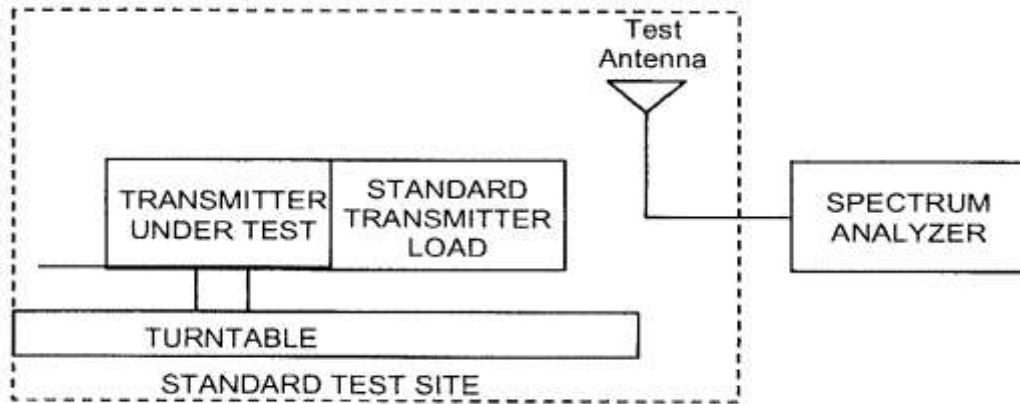 Test
Antenna
TRANSMITTER
UNDER TEST
STANDARD
TRANSMITTER
LOAD
SPECTRUM
ANALYZER
TURNTABLE
STANDARD TEST SITE